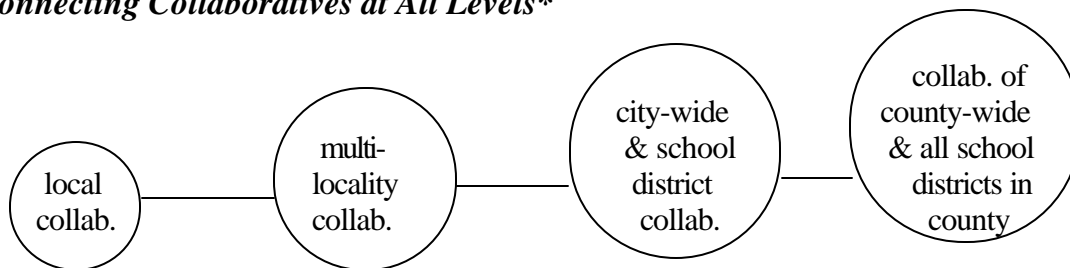 onnecting Collaboratives at All Levels*
local
collab.
multi-
locality
collab.
city-wide
& school
district
collab.
collab. of
county-wide
& all school
districts in
county